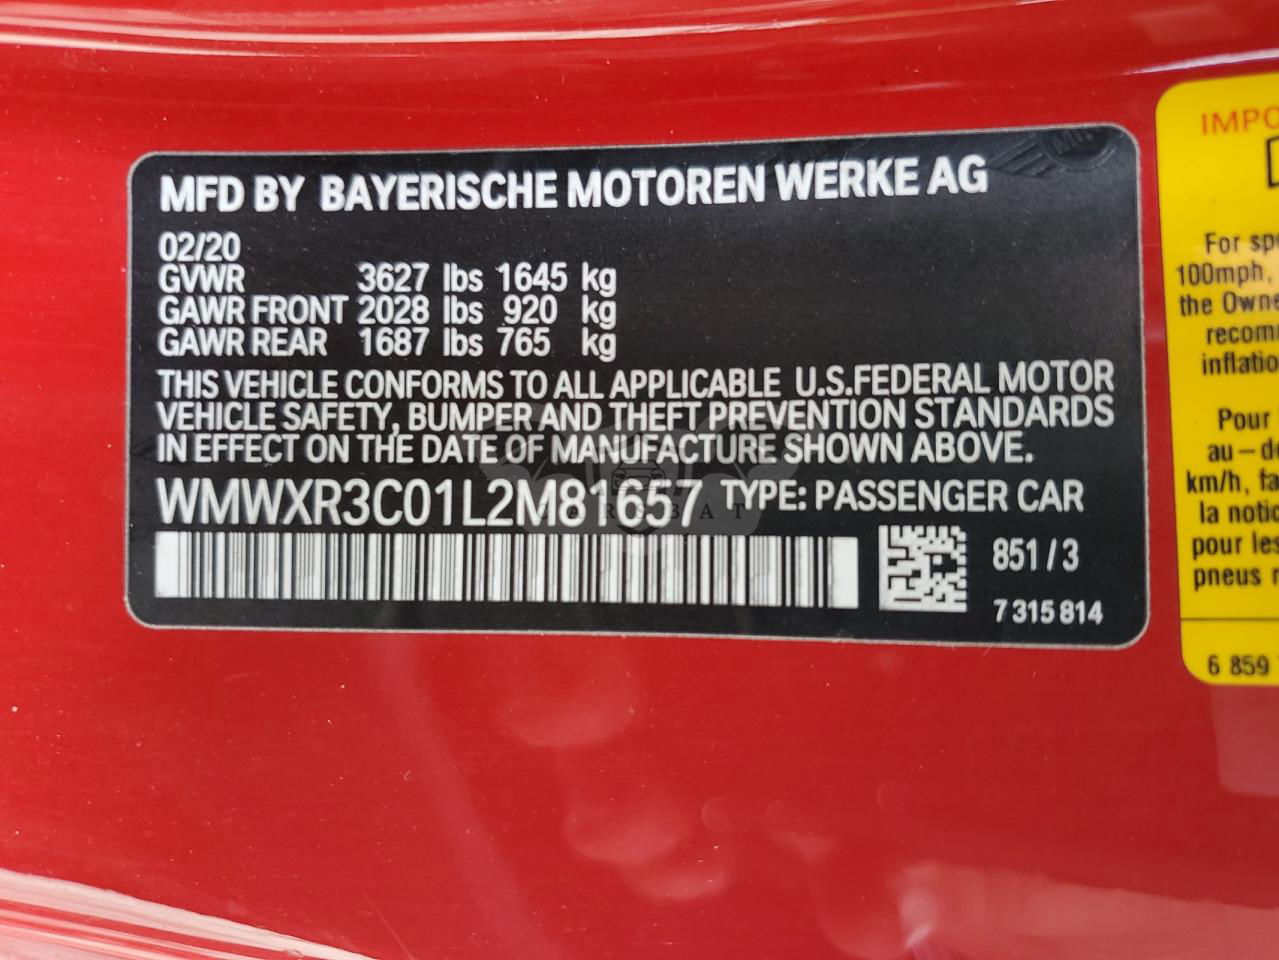 MFD BY BAYERISCHE MOTOREN WERKE AG
02/20
GVWR 3627 lbs 1645 kg
GAWR FRONT 2028 lbs 920 kg
GAWR REAR 1687 lbs 765 kg
THIS VEHICLE CONFORMS TO ALL APPLICABLE U.S.FEDERAL MOTOR
VEHICLE SAFETY, BUMPER AND THEFT PREVENTION STANDARDS
IN EFFECT ON THE DATE OF MANUFACTURE SHOWN ABOVE.
WMWXR3C01L2M81657 TYPE: PASSENGER CAR
851/3
7 315 814
IMPO
For spe
100mph,
the Owne
recom
inflatio
Pour
au-de
km/h, fa
la notic
pour les
pneus
6 859